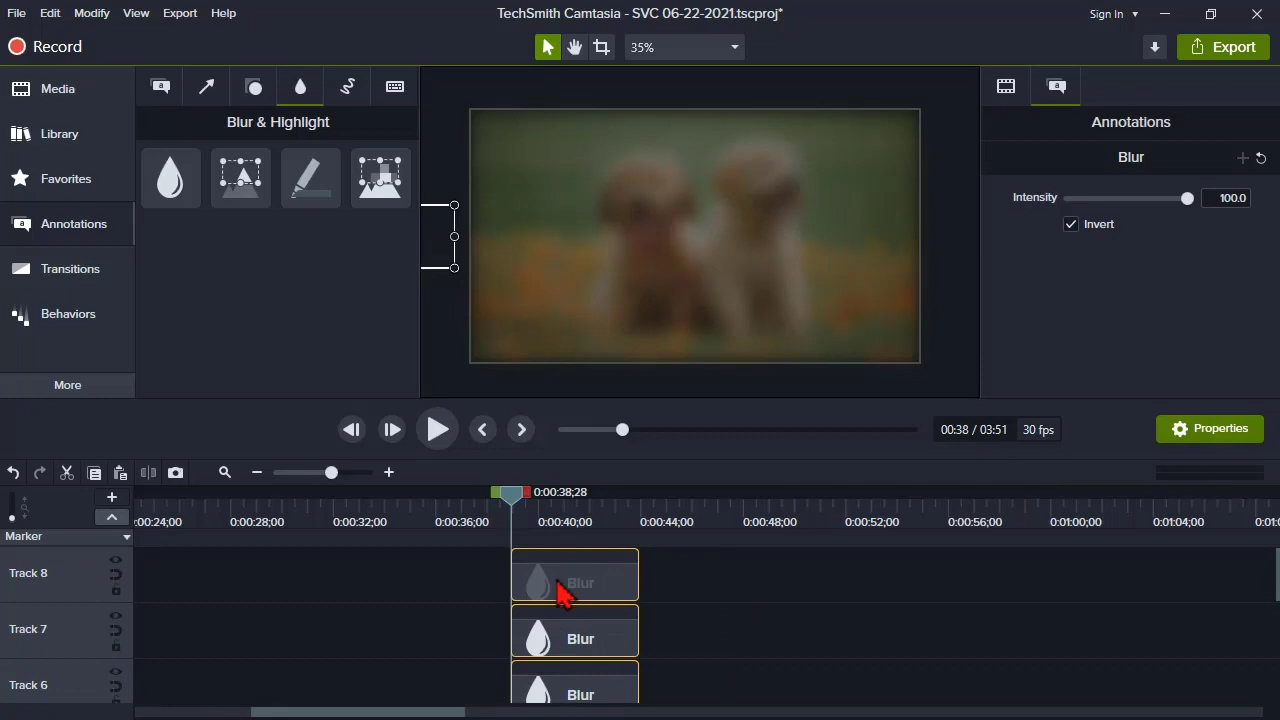 File Edit Modify View Export Help TechSmith Camtasia - SVC 06-22-2021.tscproj* Sign In
Record 35% Export
Media
Library
Favorites
Annotations
Transitions
Behaviors
More
Blur & Highlight
Annotations
Blur
Intensity 100.0
Invert
00:38 / 03:51 30 fps Properties
0:00:38;28
00:24;00 0:00:28;00 0:00:32;00 0:00:36;00 0:00:40;00 0:00:44;00 0:00:48;00 0:00:52;00 0:00:56;00 0:01:00;00 0:01:04;00 0:01:0
Marker
Track 8 Blur
Track 7 Blur
Track 6 Blur